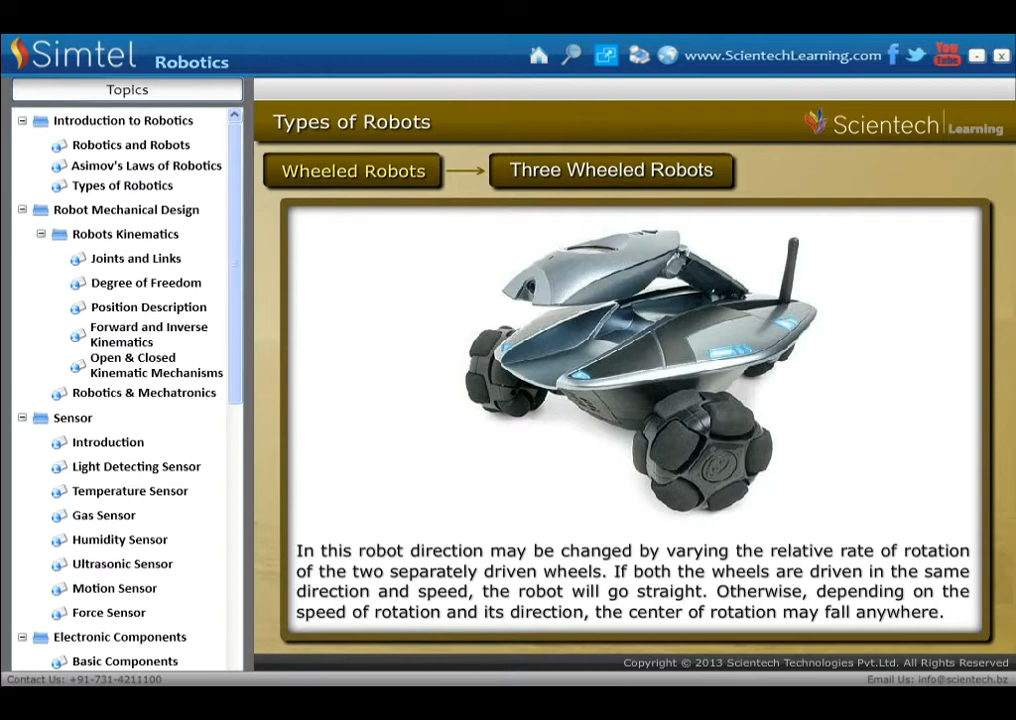 Simtel Robotics
www.ScientechLearning.com
You
Tube
Topics
Introduction to Robotics
Robotics and Robots
Asimov's Laws of Robotics
Types of Robotics
Robot Mechanical Design
Robots Kinematics
Joints and Links
Degree of Freedom
Position Description
Forward and Inverse
Kinematics
Open & Closed
Kinematic Mechanisms
Robotics & Mechatronics
Sensor
Introduction
Light Detecting Sensor
Temperature Sensor
Gas Sensor
Humidity Sensor
Ultrasonic Sensor
Motion Sensor
Force Sensor
Electronic Components
Basic Components
Types of Robots
Scientech Learning
Wheeled Robots
Three Wheeled Robots
In this robot direction may be changed by varying the relative rate of rotation
of the two separately driven wheels. If both the wheels are driven in the same
direction and speed, the robot will go straight. Otherwise, depending on the
speed of rotation and its direction, the center of rotation may fall anywhere.
Copyright © 2013 Scientech Technologies Pvt.Ltd. All Rights Reserved
Contact Us: +91-731-4211100
Email Us: info@scientech.bz